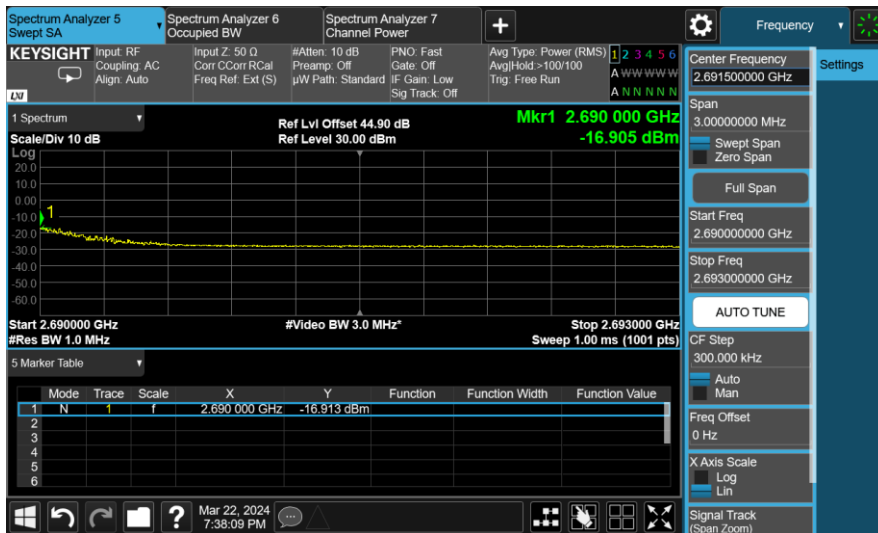 Spectrum Analyzer 5
Swept SA
Spectrum Analyzer 6
Occupied BW
Spectrum Analyzer 7
Channel Power
Frequency
KEYSIGHT
LXI
Input: RF
Coupling: AC
Align: Auto
Input Z: 50 Ω
Corr CCorr RCal
Freq Ref: Ext (S)
#Atten: 10 dB
Preamp: Off
µW Path: Standard
PNO: Fast
Gate: Off
IF Gain: Low
Sig Track: Off
Avg Type: Power (RMS)
Avg|Hold:>100/100
Trig: Free Run
1 2 3 4 5 6
A W W W W W
A N N N N N
1 Spectrum
Scale/Div 10 dB
Ref Lvl Offset 44.90 dB
Ref Level 30.00 dBm
Mkr1 2.690 000 GHz
-16.905 dBm
Log
20.0
10.0
0.00
-10.0
-20.0
-30.0
-40.0
-50.0
-60.0
1
Start 2.690000 GHz
#Res BW 1.0 MHz
#Video BW 3.0 MHz*
Stop 2.693000 GHz
Sweep 1.00 ms (1001 pts)
5 Marker Table
Mode Trace Scale X Y Function Function Width Function Value
1 N 1 f 2.690 000 GHz -16.913 dBm
2
3
4
5
6
?
Mar 22, 2024
7:38:09 PM
Center Frequency
2.691500000 GHz
Settings
Span
3.00000000 MHz
Swept Span
Zero Span
Full Span
Start Freq
2.690000000 GHz
Stop Freq
2.693000000 GHz
AUTO TUNE
CF Step
300.000 kHz
Auto
Man
Freq Offset
0 Hz
X Axis Scale
Log
Lin
Signal Track
(Span Zoom)